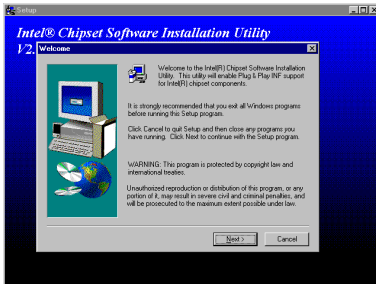 Setup
Intel® Chipset Software Installation Utility
V2.
Welcome
Welcome to the Intel(R) Chipset Software Installation
Utility. This utility will enable Plug & Play INF support
for Intel(R) chipset components.
It is strongly recommended that you exit all Windows programs
before running this Setup program.
Click Cancel to quit Setup and then close any programs you
have running. Click Next to continue with the Setup program.
WARNING: This program is protected by copyright law and
international treaties.
Unauthorized reproduction or distribution of this program, or any
portion of it, may result in severe civil and criminal penalties, and
will be prosecuted to the maximum extent possible under law.
Next >
Cancel